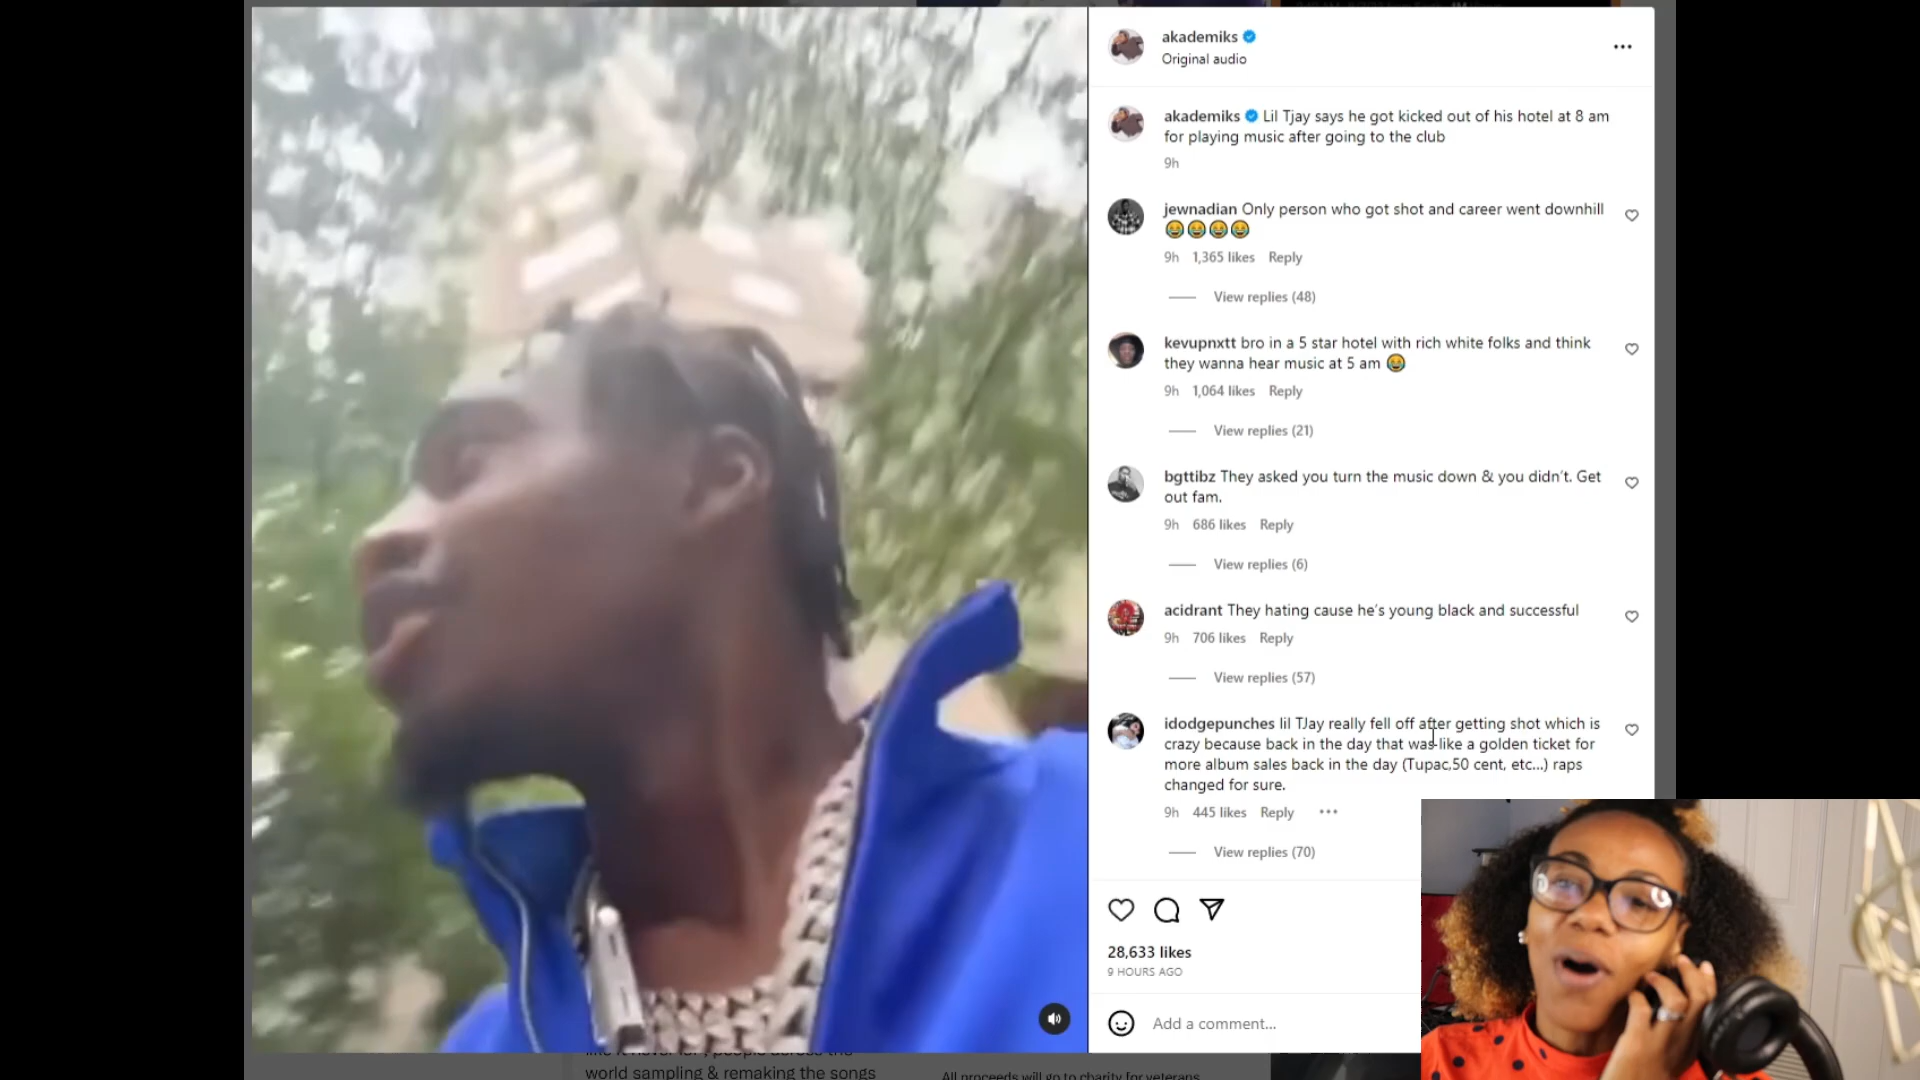 akademiks
Original audio
akademiks Lil Tjay says he got kicked out of his hotel at 8 am
for playing music after going to the club
9h
jewnadian Only person who got shot and career went downhill
😂😂😂😂
9h 1,365 likes Reply
View replies (48)
kevupnxtt bro in a 5 star hotel with rich white folks and think
they wanna hear music at 5 am 😂
9h 1,064 likes Reply
View replies (21)
bgttibz They asked you turn the music down & you didn't. Get
out fam.
9h 686 likes Reply
View replies (6)
acidrant They hating cause he's young black and successful
9h 706 likes Reply
View replies (57)
idodgepunches lil TJay really fell off after getting shot which is
crazy because back in the day that was like a golden ticket for
more album sales back in the day (Tupac,50 cent, etc...) raps
changed for sure.
9h 445 likes Reply
View replies (70)
28,633 likes
9 HOURS AGO
Add a comment...
world sampling & remaking the songs
All proceeds will go to charity for veterans